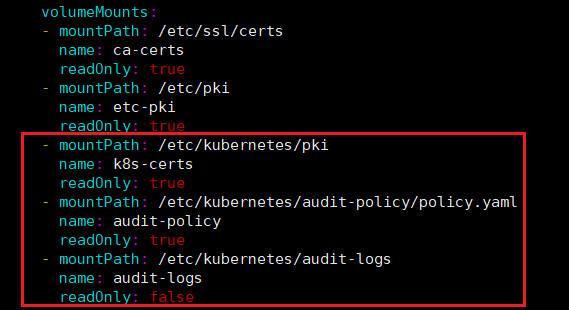 volumeMounts:
- mountPath: /etc/ssl/certs
  name: ca-certs
  readOnly: true
- mountPath: /etc/pki
  name: etc-pki
  readOnly: true
- mountPath: /etc/kubernetes/pki
  name: k8s-certs
  readOnly: true
- mountPath: /etc/kubernetes/audit-policy/policy.yaml
  name: audit-policy
  readOnly: true
- mountPath: /etc/kubernetes/audit-logs
  name: audit-logs
  readOnly: false